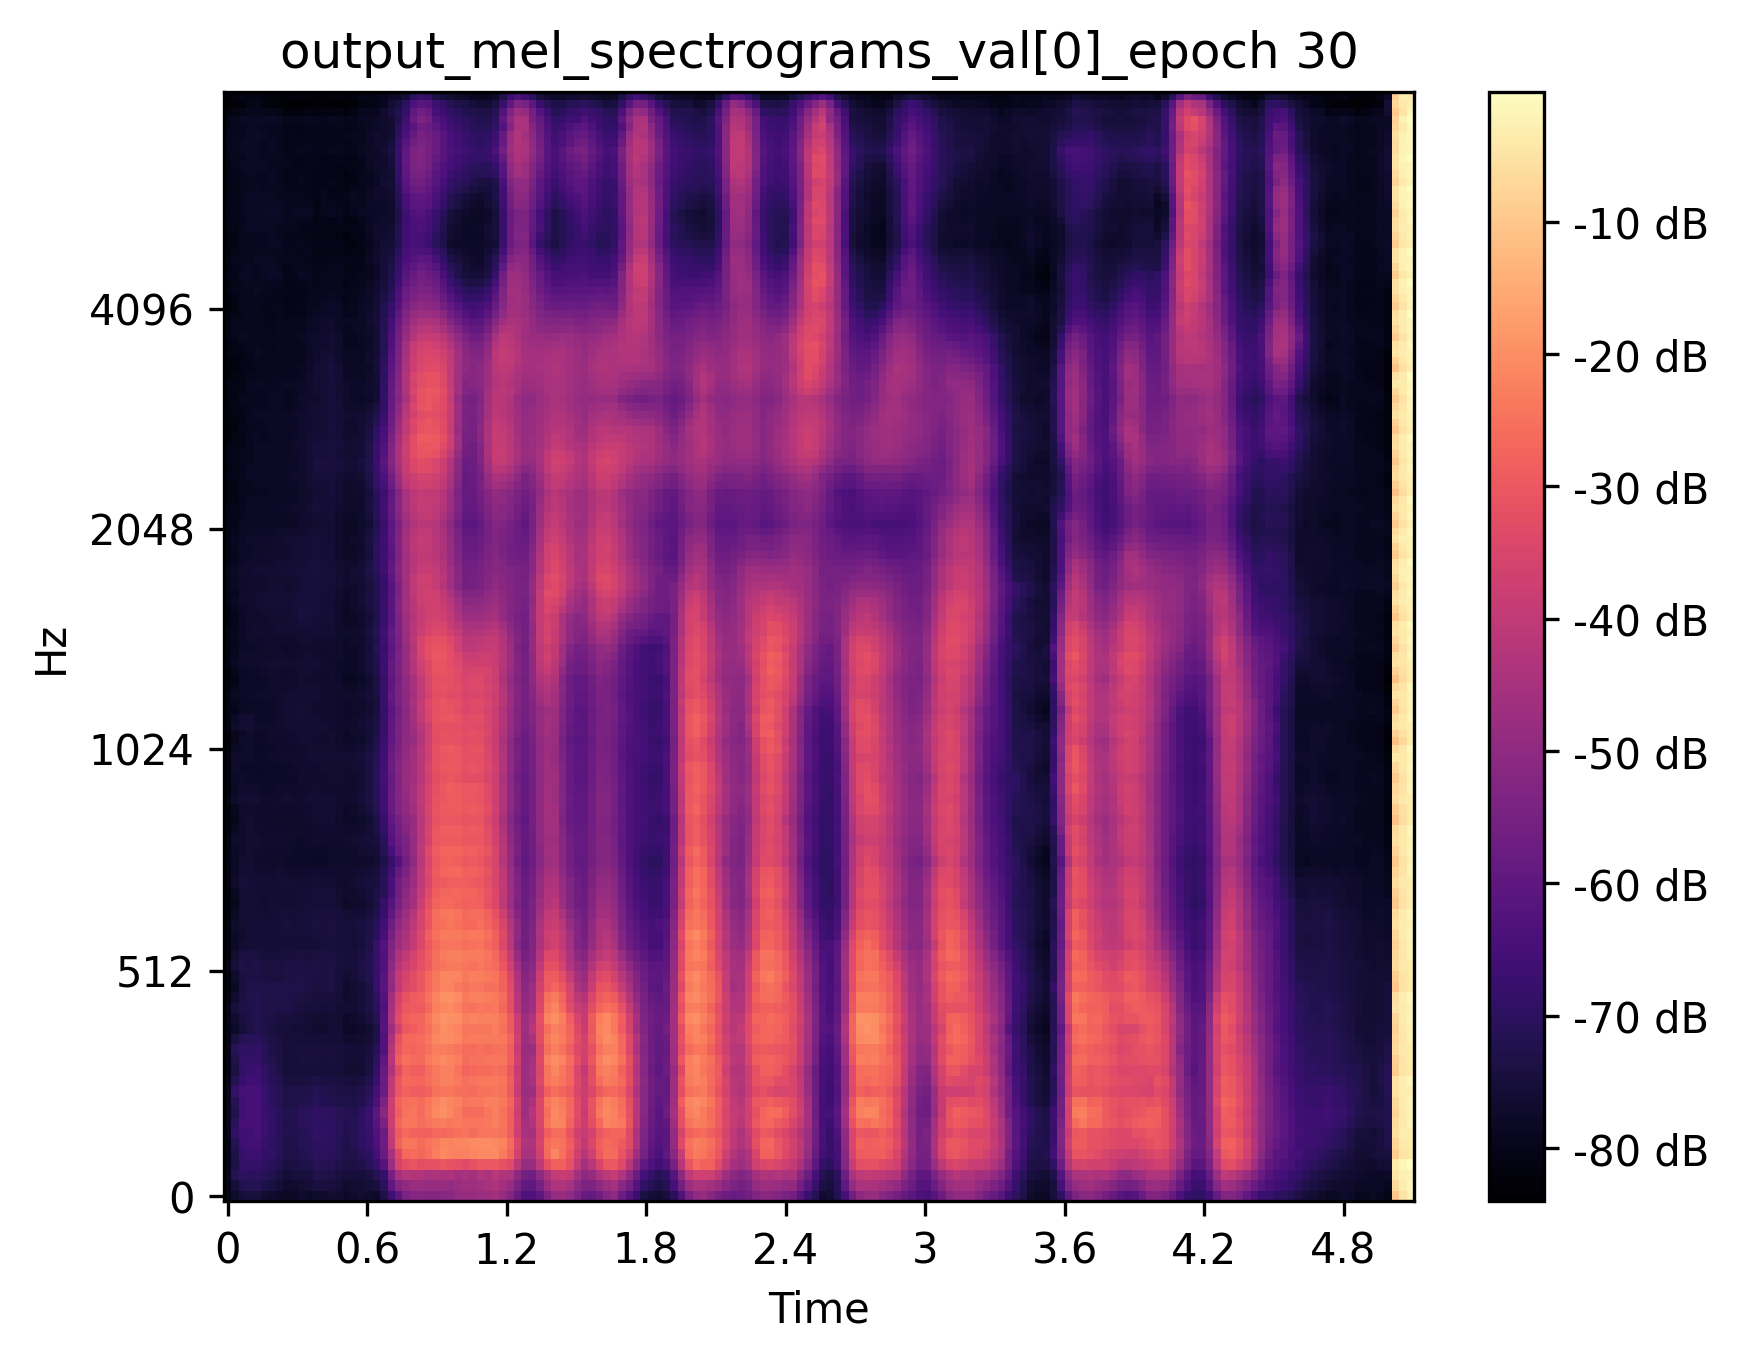 output_mel_spectrograms_val[0]_epoch 30
Hz
4096
2048
1024
512
0
0 0.6 1.2 1.8 2.4 3 3.6 4.2 4.8
Time
-10 dB
-20 dB
-30 dB
-40 dB
-50 dB
-60 dB
-70 dB
-80 dB